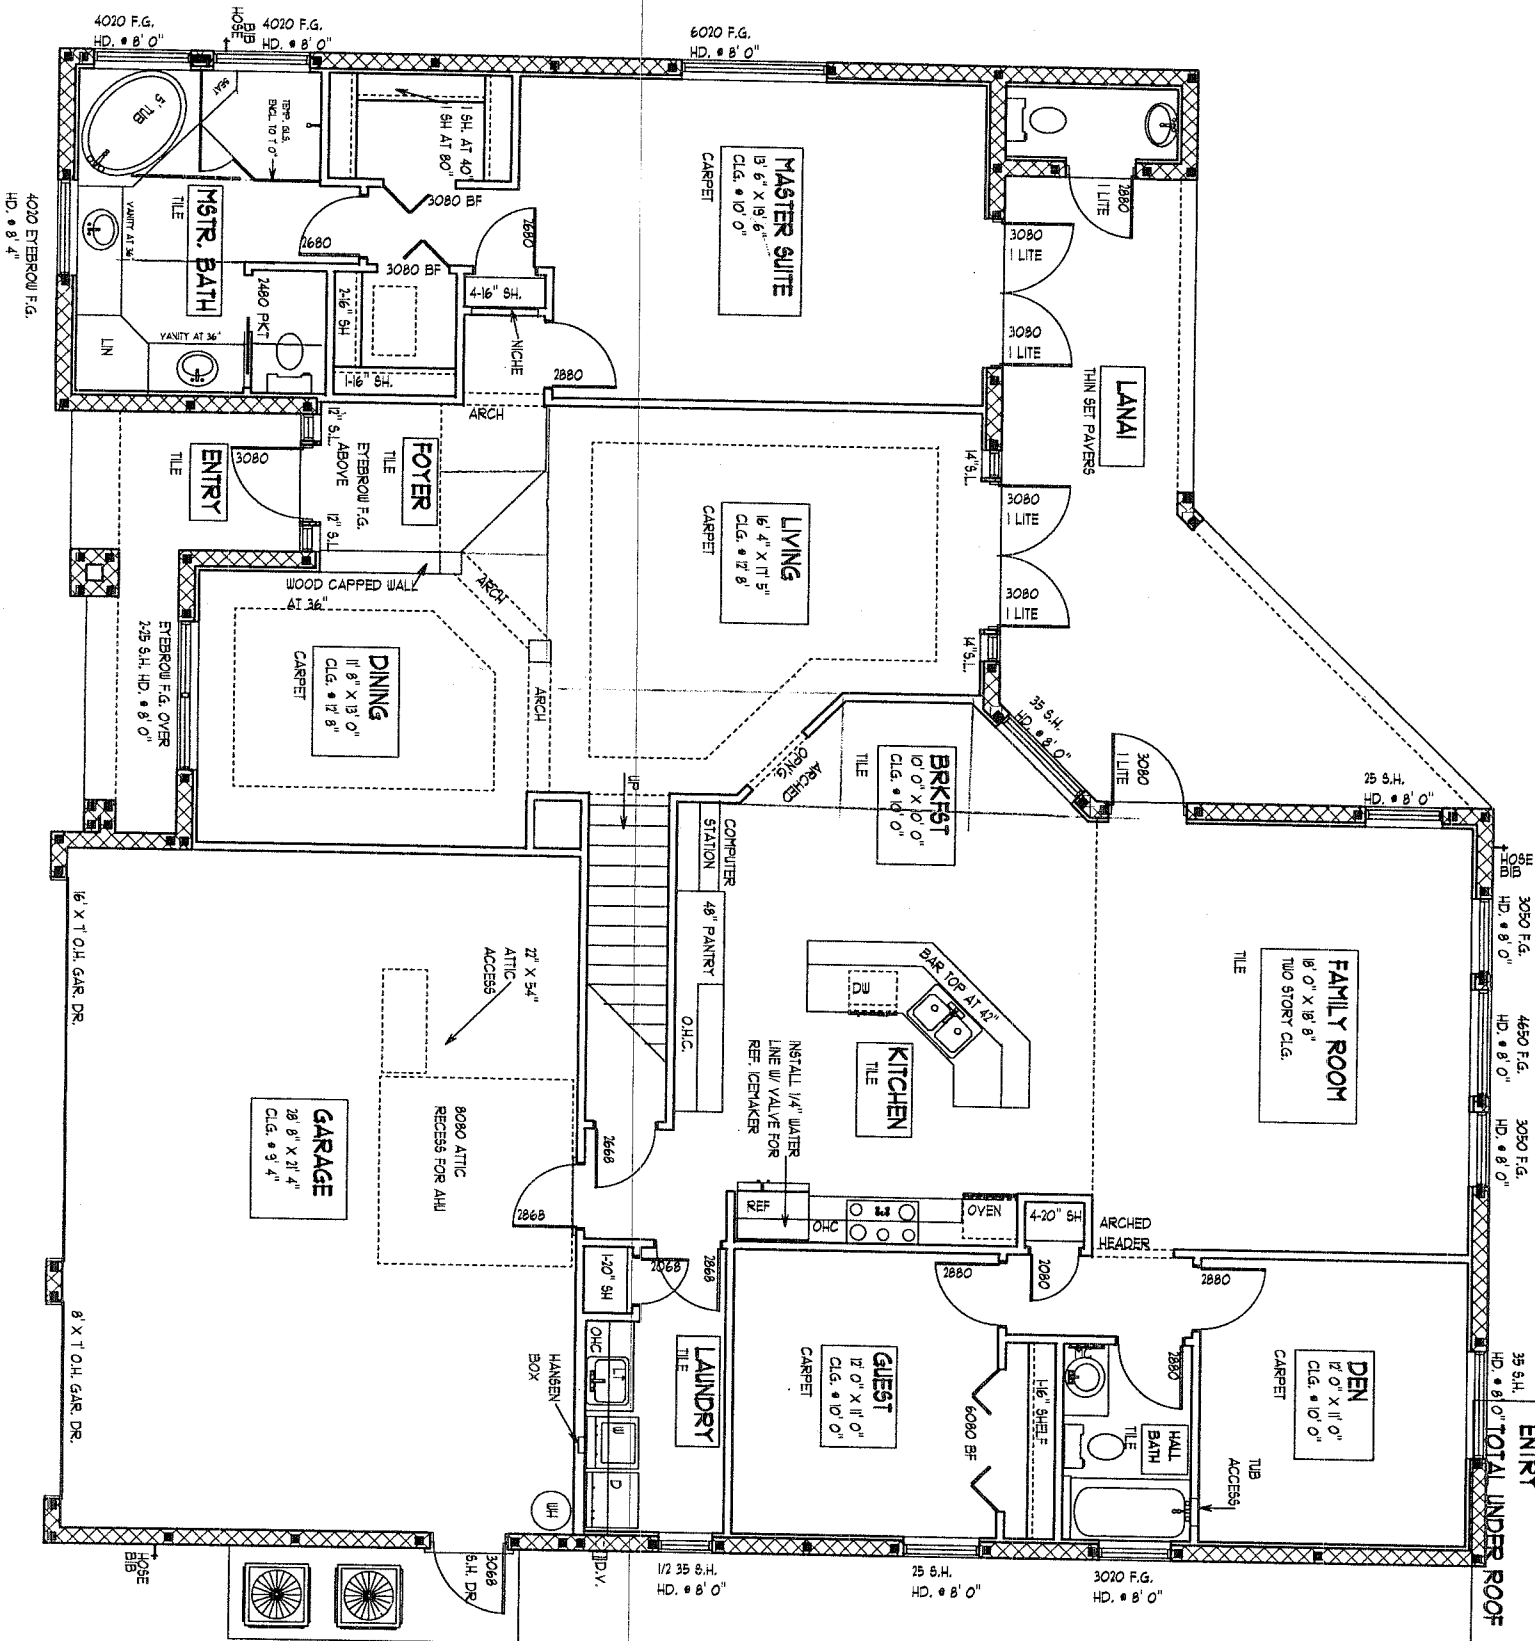 4020 F.G.
HD. @ 8' 0"
HOSE
BIB
4020 F.G.
HD. @ 8' 0"
6020 F.G.
HD. @ 8' 0"
5' TUB
SEAT
TEMP. GLS.
ENCL TO 7' 0"
1 SH. AT 40"
1 SH AT 80"
MASTER SUITE
13' 6" X 19' 6"
CLG. @ 10' 0"
CARPET
2880
1 LITE
3080
1 LITE
3080
1 LITE
LANAI
THIN SET PAVERS
4020 EYEBROW F.G.
HD. @ 8' 4"
MSTR. BATH
TILE
VANITY AT 36"
VANITY AT 36"
LIN
3080 BF
2680
2680
3080 BF
2480 PKT
2-16" SH
1-16" SH.
4-16" SH.
NICHE
2880
ARCH
12" S.L.
EYEBROW F.G.
ABOVE
12" S.L.
3080
ENTRY
TILE
FOYER
TILE
WOOD CAPPED WALL
AT 36"
ARCH
ARCH
LIVING
16' 4" X 17' 5"
CLG. @ 12' 8"
CARPET
14" S.L.
3080
1 LITE
3080
1 LITE
14" S.L.
35 S.H.
HD. @ 8' 0"
3080
1 LITE
25 S.H.
HD. @ 8' 0"
HOSE
BIB
EYEBROW F.G. OVER
2-25 S.H. HD. @ 8' 0"
DINING
11' 8" X 13' 0"
CLG. @ 12' 8"
CARPET
UP
ARCHED
OPN'G
BRKFST
10' 0" X 10' 0"
CLG. @ 10' 0"
TILE
COMPUTER
STATION
48" PANTRY
O.H.C.
BAR TOP AT 42"
DW
KITCHEN
TILE
INSTALL 1/4" WATER
LINE W/ VALVE FOR
REF. ICEMAKER
REF
OHC
OVEN
4-20" SH
ARCHED
HEADER
FAMILY ROOM
18' 0" X 18' 8"
TWO STORY CLG.
TILE
3050 F.G.
HD. @ 8' 0"
4650 F.G.
HD. @ 8' 0"
3050 F.G.
HD. @ 8' 0"
35 S.H.
HD. @ 8' 0"
ENTRY
TOTAL UNDER ROOF
16' X 7' O.H. GAR. DR.
22" X 54"
ATTIC
ACCESS
8080 ATTIC
RECESS FOR AHU
GARAGE
28' 8" X 21' 4"
CLG. @ 9' 4"
8' X 7' O.H. GAR. DR.
2668
2868
1-20" SH
2068
2868
OHC
LT
W
D
WH
HANSEN
BOX
LAUNDRY
TILE
2880
2080
2880
GUEST
12' 0" X 11' 0"
CLG. @ 10' 0"
CARPET
6080 BF
1-16" SHELF
2880
HALL
BATH
TILE
TUB
ACCESS
DEN
12' 0" X 11' 0"
CLG. @ 10' 0"
CARPET
HOSE
BIB
3068
S.H. DR
D.V.
1/2 35 S.H.
HD. @ 8' 0"
25 S.H.
HD. @ 8' 0"
3020 F.G.
HD. @ 8' 0"